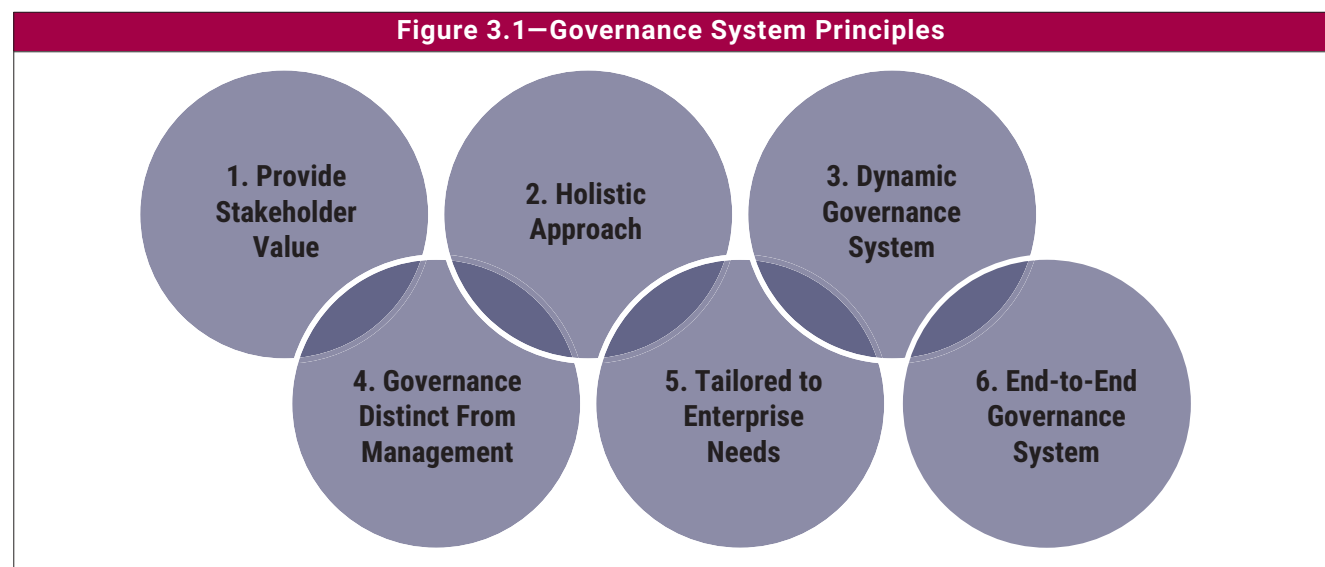 Figure 3.1—Governance System Principles
1. Provide
Stakeholder
Value
2. Holistic
Approach
3. Dynamic
Governance
System
4. Governance
Distinct From
Management
5. Tailored to
Enterprise
Needs
6. End-to-End
Governance
System